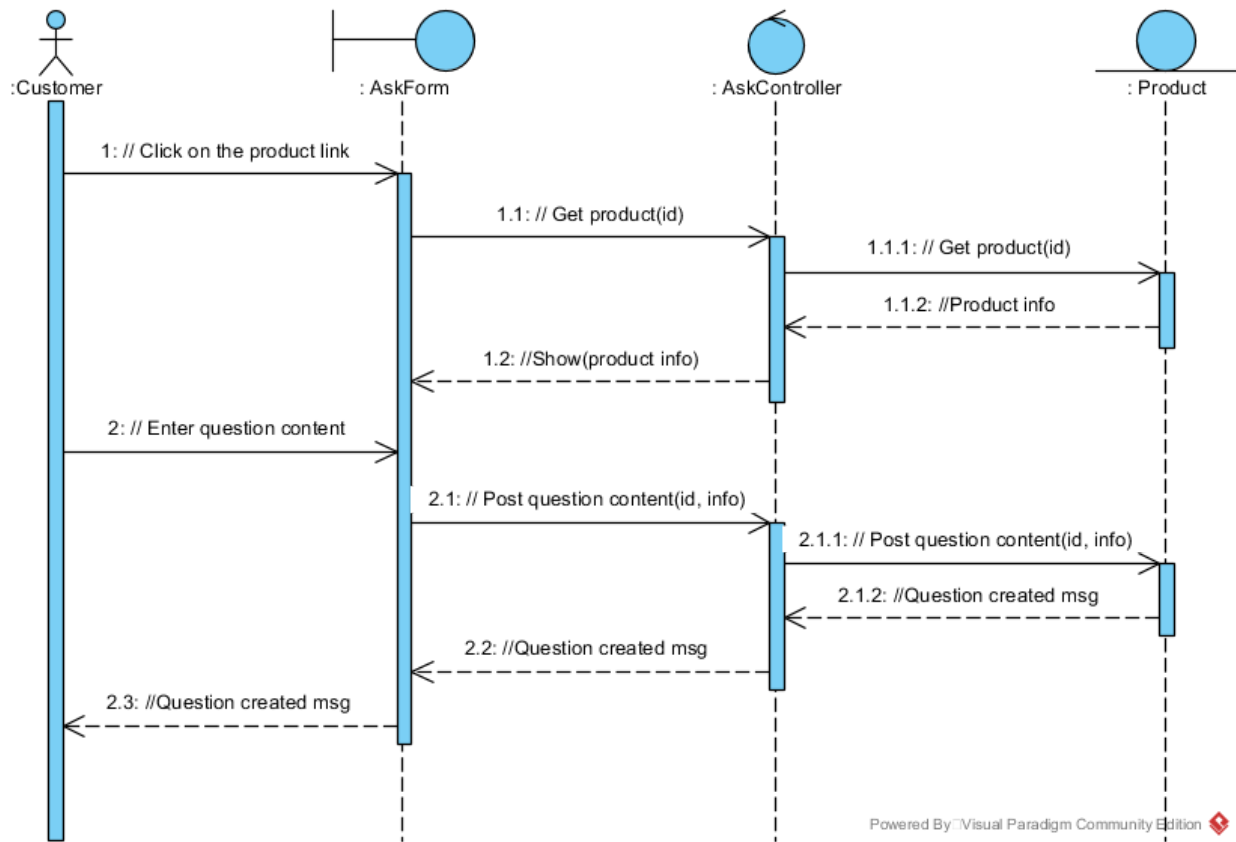 :Customer
: AskForm
: AskController
: Product
1: // Click on the product link
1.1: // Get product(id)
1.1.1: // Get product(id)
1.1.2: //Product info
1.2: //Show(product info)
2: // Enter question content
2.1: // Post question content(id, info)
2.1.1: // Post question content(id, info)
2.1.2: //Question created msg
2.2: //Question created msg
2.3: //Question created msg
Powered By Visual Paradigm Community Edition